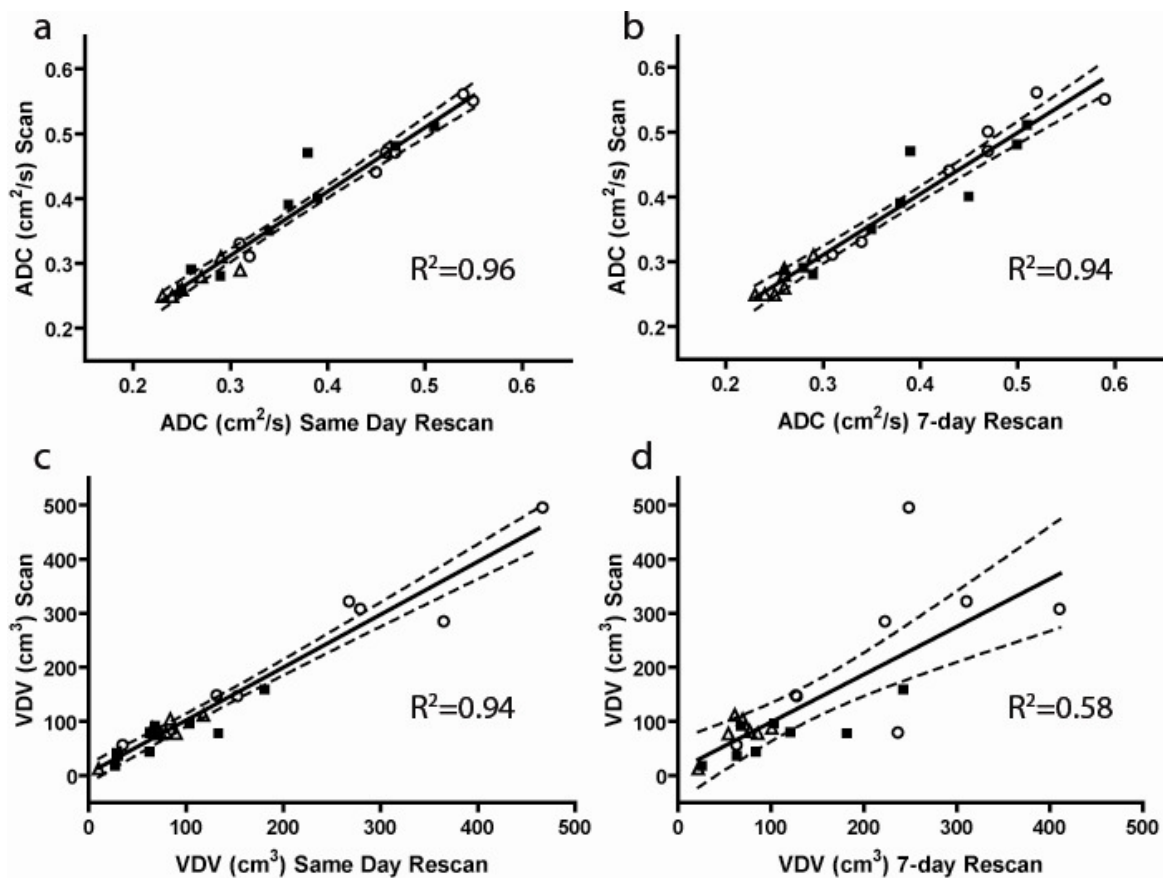 a
0.6
0.5
0.4
0.3
0.2
ADC (cm²/s) Scan
R²=0.96
0.2 0.3 0.4 0.5 0.6
ADC (cm²/s) Same Day Rescan
b
0.6
0.5
0.4
0.3
0.2
ADC (cm²/s) Scan
R²=0.94
0.2 0.3 0.4 0.5 0.6
ADC (cm²/s) 7-day Rescan
c
500
400
300
200
100
0
VDV (cm³) Scan
R²=0.94
0 100 200 300 400 500
VDV (cm³) Same Day Rescan
d
500
400
300
200
100
0
VDV (cm³) Scan
R²=0.58
0 100 200 300 400 500
VDV (cm³) 7-day Rescan